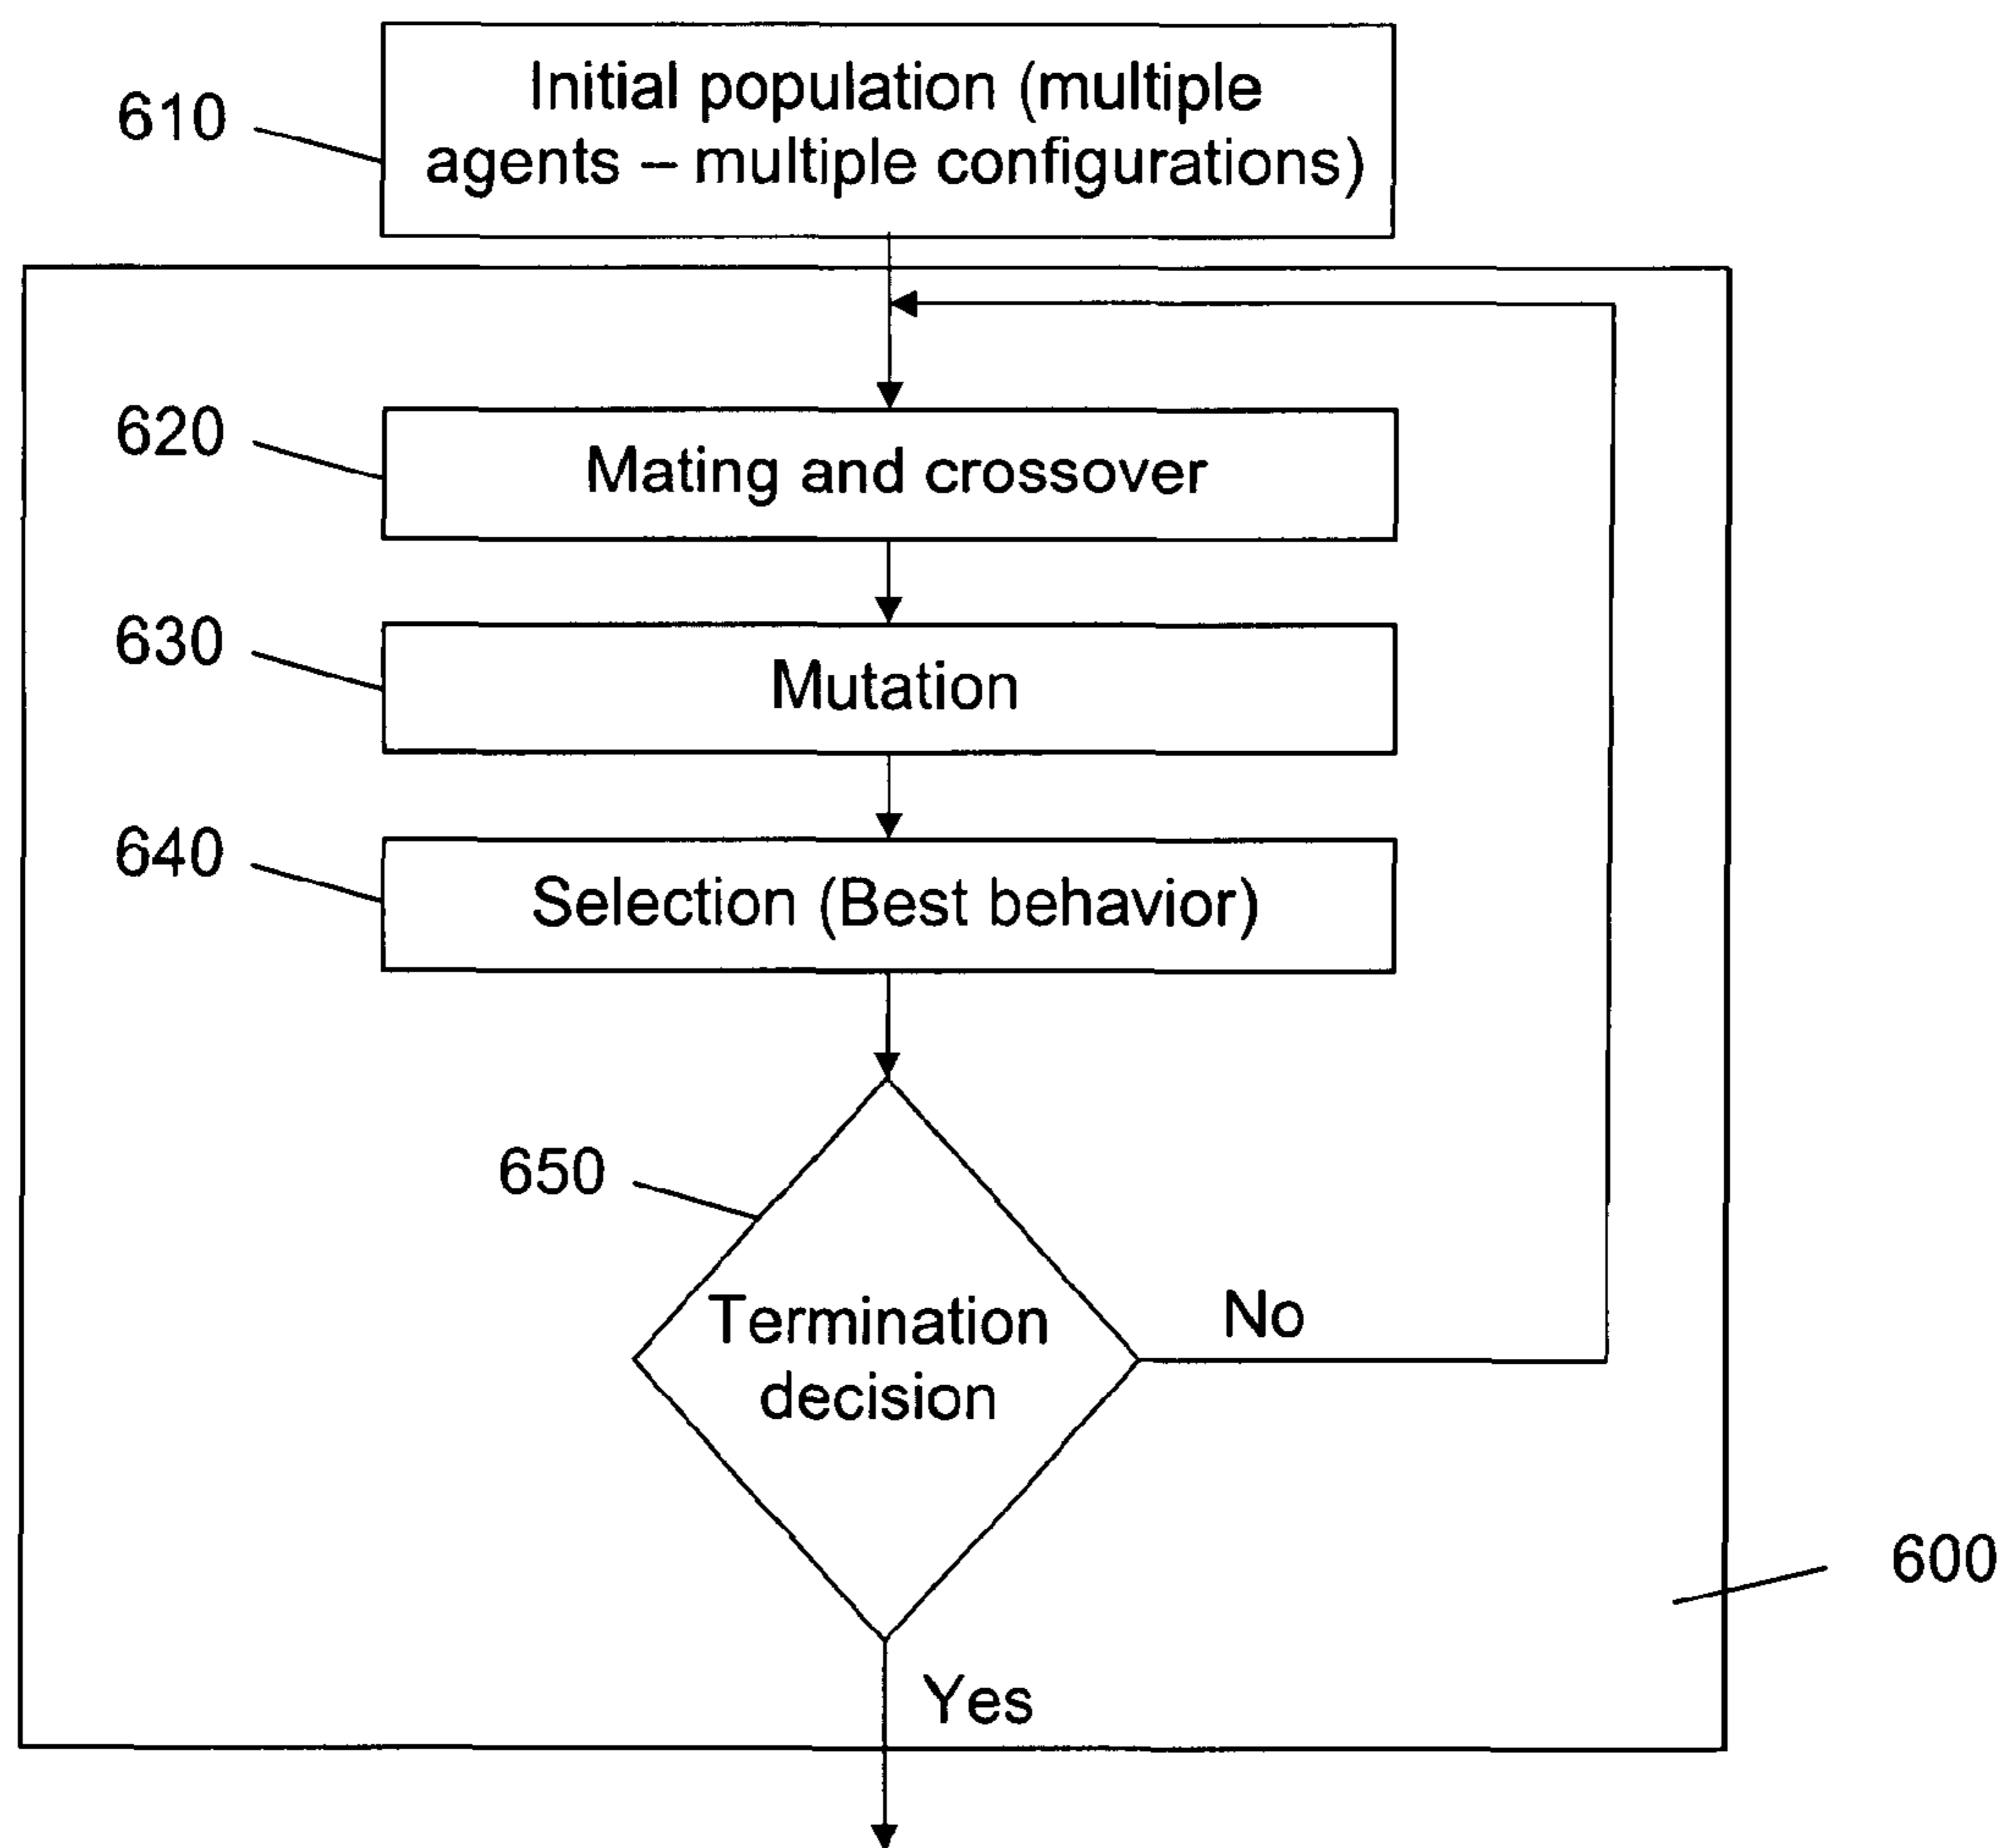 610
Initial population (multiple
agents – multiple configurations)
620
Mating and crossover
630
Mutation
640
Selection (Best behavior)
650
Termination
decision
No
600
Yes